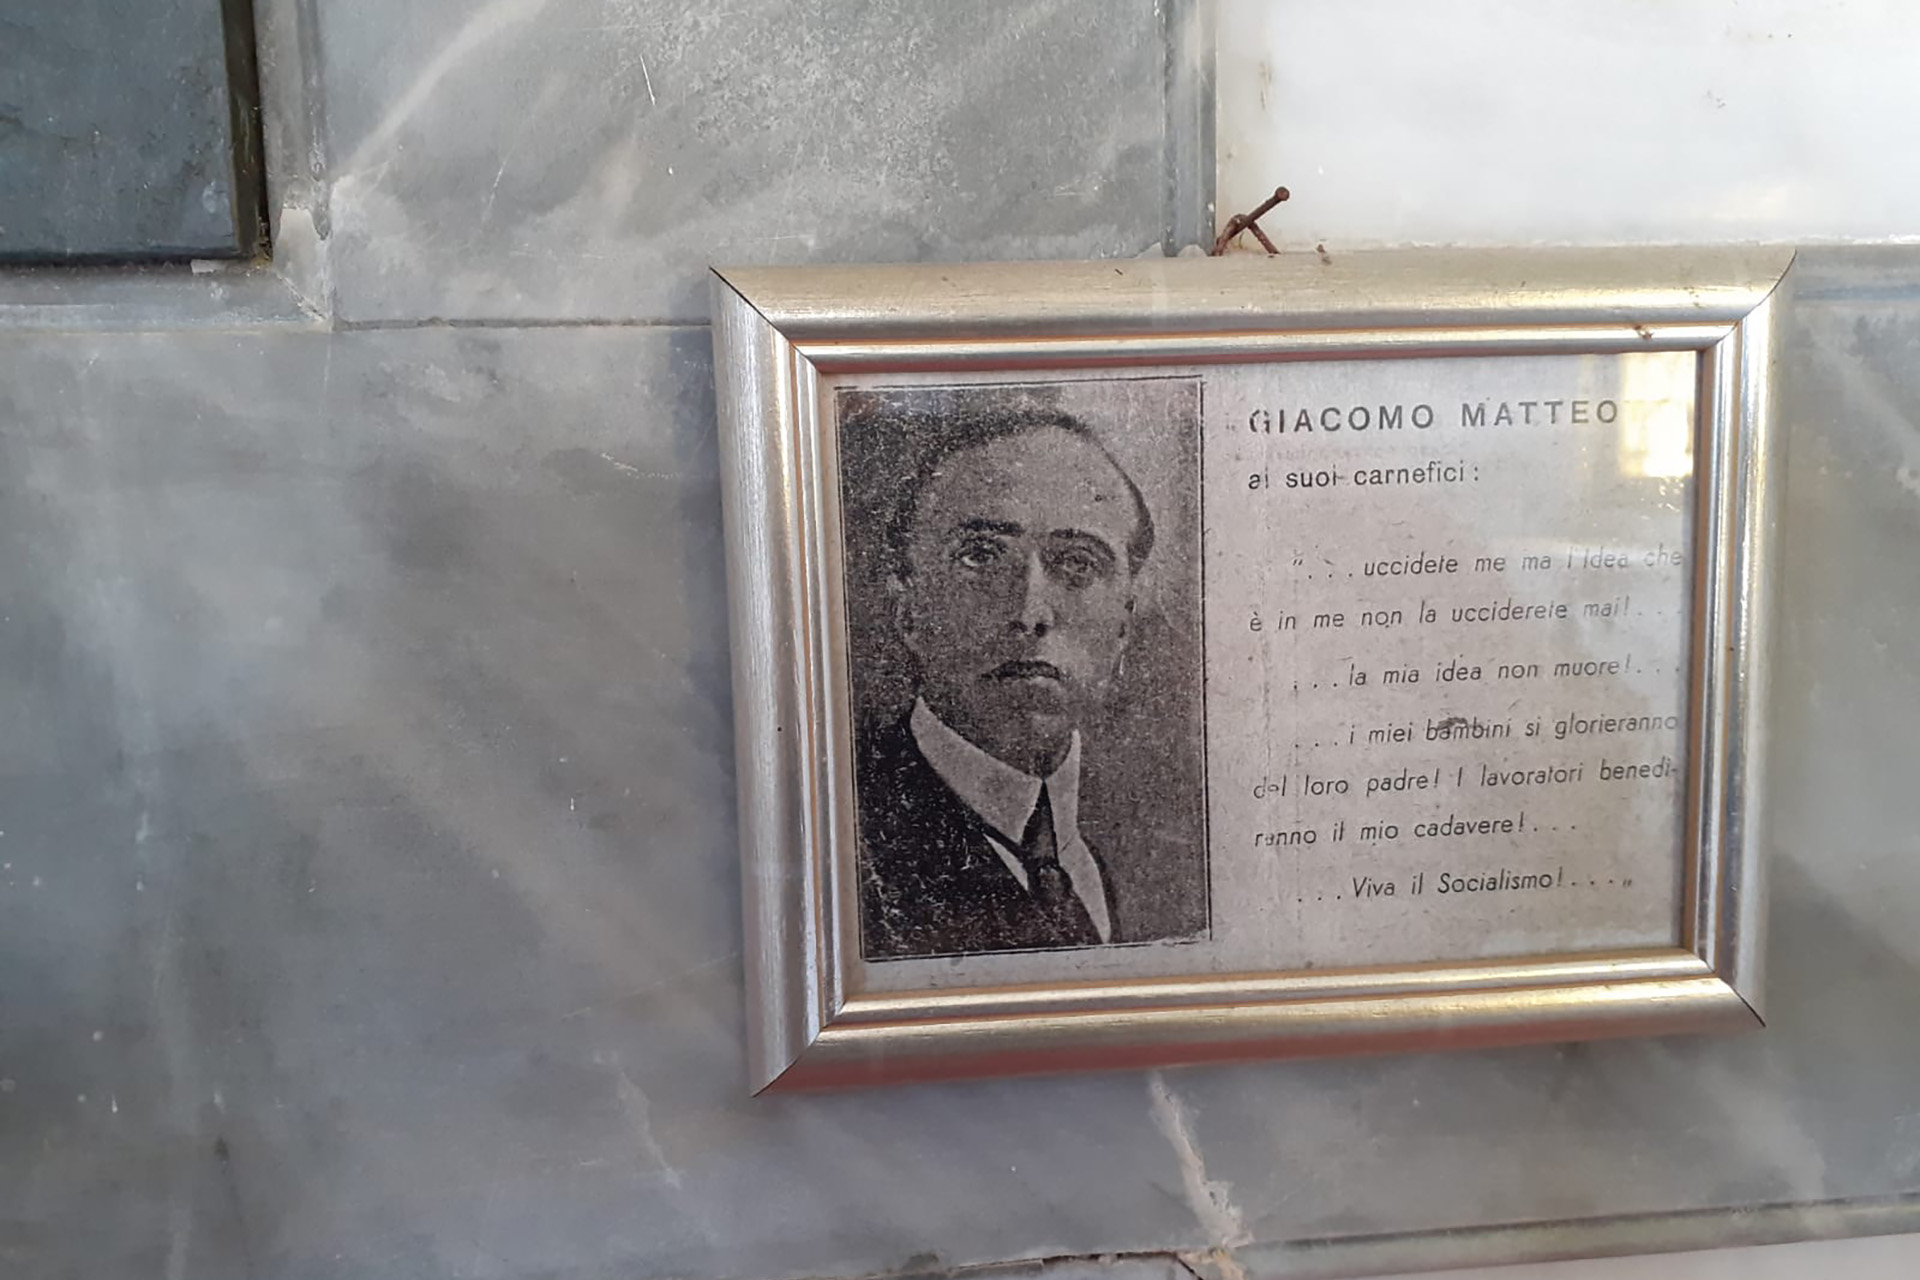 GIACOMO MATTEO
ai suoi carnefici :
“. . . uccidete me ma l'Idea che
è in me non la ucciderete mai! . . .
. . . la mia idea non muore! . . .
. . . i miei bambini si glorieranno
del loro padre! I lavoratori benedi-
ranno il mio cadavere! . . .
. . . Viva il Socialismo! . . . „